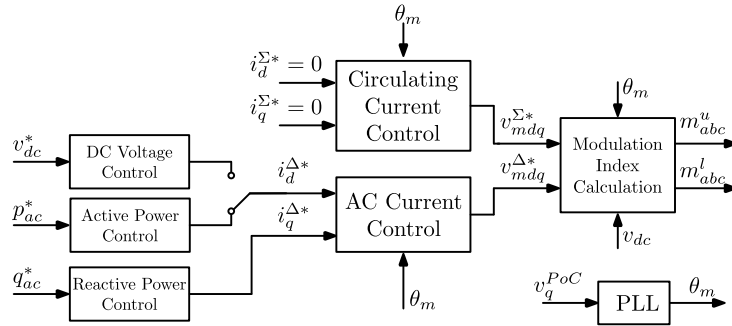 θ_m
i_d^{Σ*} = 0
i_q^{Σ*} = 0
Circulating
Current
Control
v_{mdq}^{Σ*}
θ_m
v_{dc}^*
DC Voltage
Control
i_d^{Δ*}
v_{mdq}^{Δ*}
Modulation
Index
Calculation
m_{abc}^u
m_{abc}^l
p_{ac}^*
Active Power
Control
i_q^{Δ*}
AC Current
Control
v_{dc}
q_{ac}^*
Reactive Power
Control
θ_m
v_q^{PoC}
PLL
θ_m